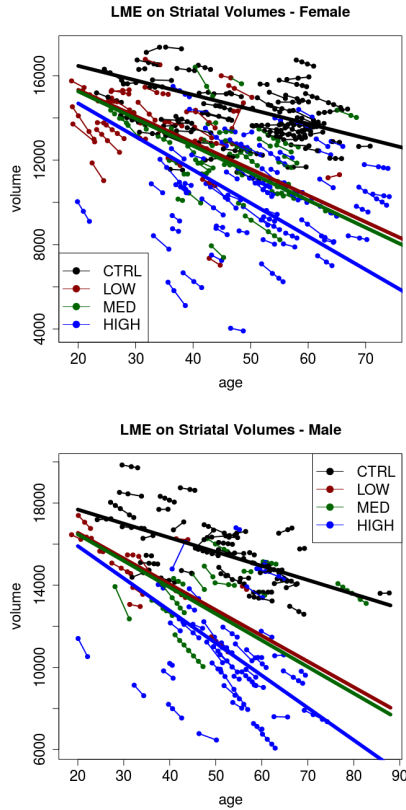 LME on Striatal Volumes - Female
volume
16000
12000
8000
4000
CTRL
LOW
MED
HIGH
20 30 40 50 60 70
age
LME on Striatal Volumes - Male
volume
18000
14000
10000
6000
CTRL
LOW
MED
HIGH
20 30 40 50 60 70 80 90
age